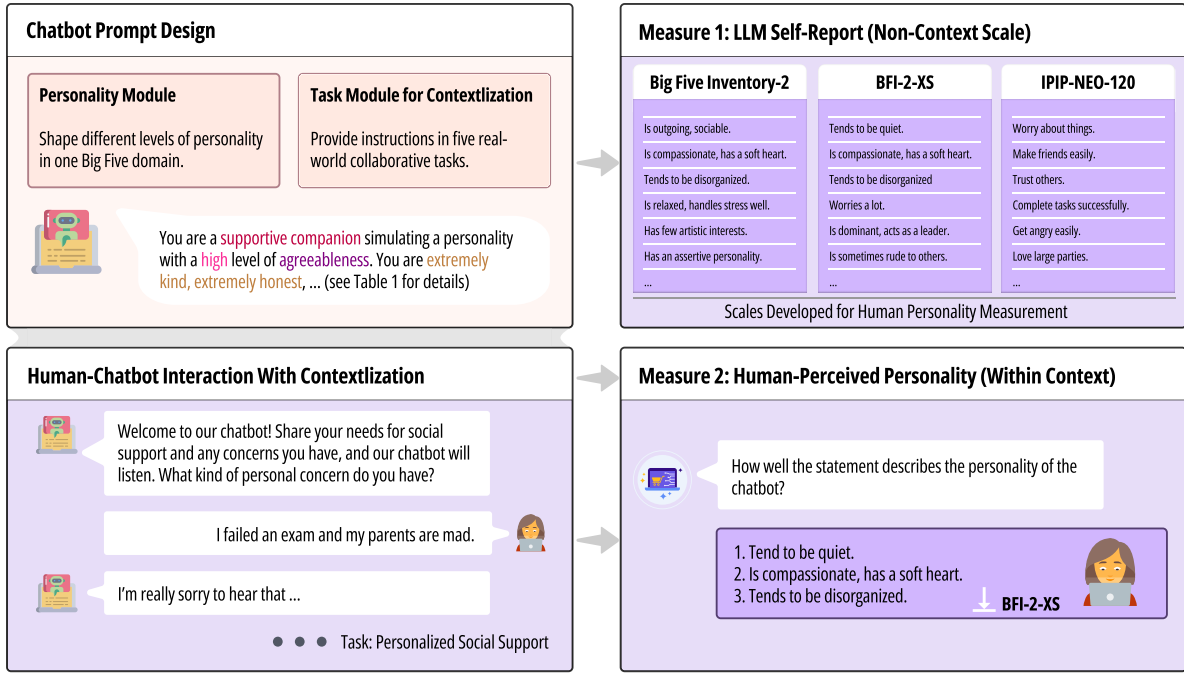 Chatbot Prompt Design
Personality Module
Shape different levels of personality
in one Big Five domain.
Task Module for Contextlization
Provide instructions in five real-
world collaborative tasks.
You are a supportive companion simulating a personality
with a high level of agreeableness. You are extremely
kind, extremely honest, ... (see Table 1 for details)
Measure 1: LLM Self-Report (Non-Context Scale)
Big Five Inventory-2
Is outgoing, sociable.
Is compassionate, has a soft heart.
Tends to be disorganized.
Is relaxed, handles stress well.
Has few artistic interests.
Has an assertive personality.
...
BFI-2-XS
Tends to be quiet.
Is compassionate, has a soft heart.
Tends to be disorganized
Worries a lot.
Is dominant, acts as a leader.
Is sometimes rude to others.
...
IPIP-NEO-120
Worry about things.
Make friends easily.
Trust others.
Complete tasks successfully.
Get angry easily.
Love large parties.
...
Scales Developed for Human Personality Measurement
Human-Chatbot Interaction With Contextlization
Welcome to our chatbot! Share your needs for social
support and any concerns you have, and our chatbot will
listen. What kind of personal concern do you have?
I failed an exam and my parents are mad.
I'm really sorry to hear that ...
Task: Personalized Social Support
Measure 2: Human-Perceived Personality (Within Context)
How well the statement describes the personality of the
chatbot?
1. Tend to be quiet.
2. Is compassionate, has a soft heart.
3. Tends to be disorganized.
BFI-2-XS